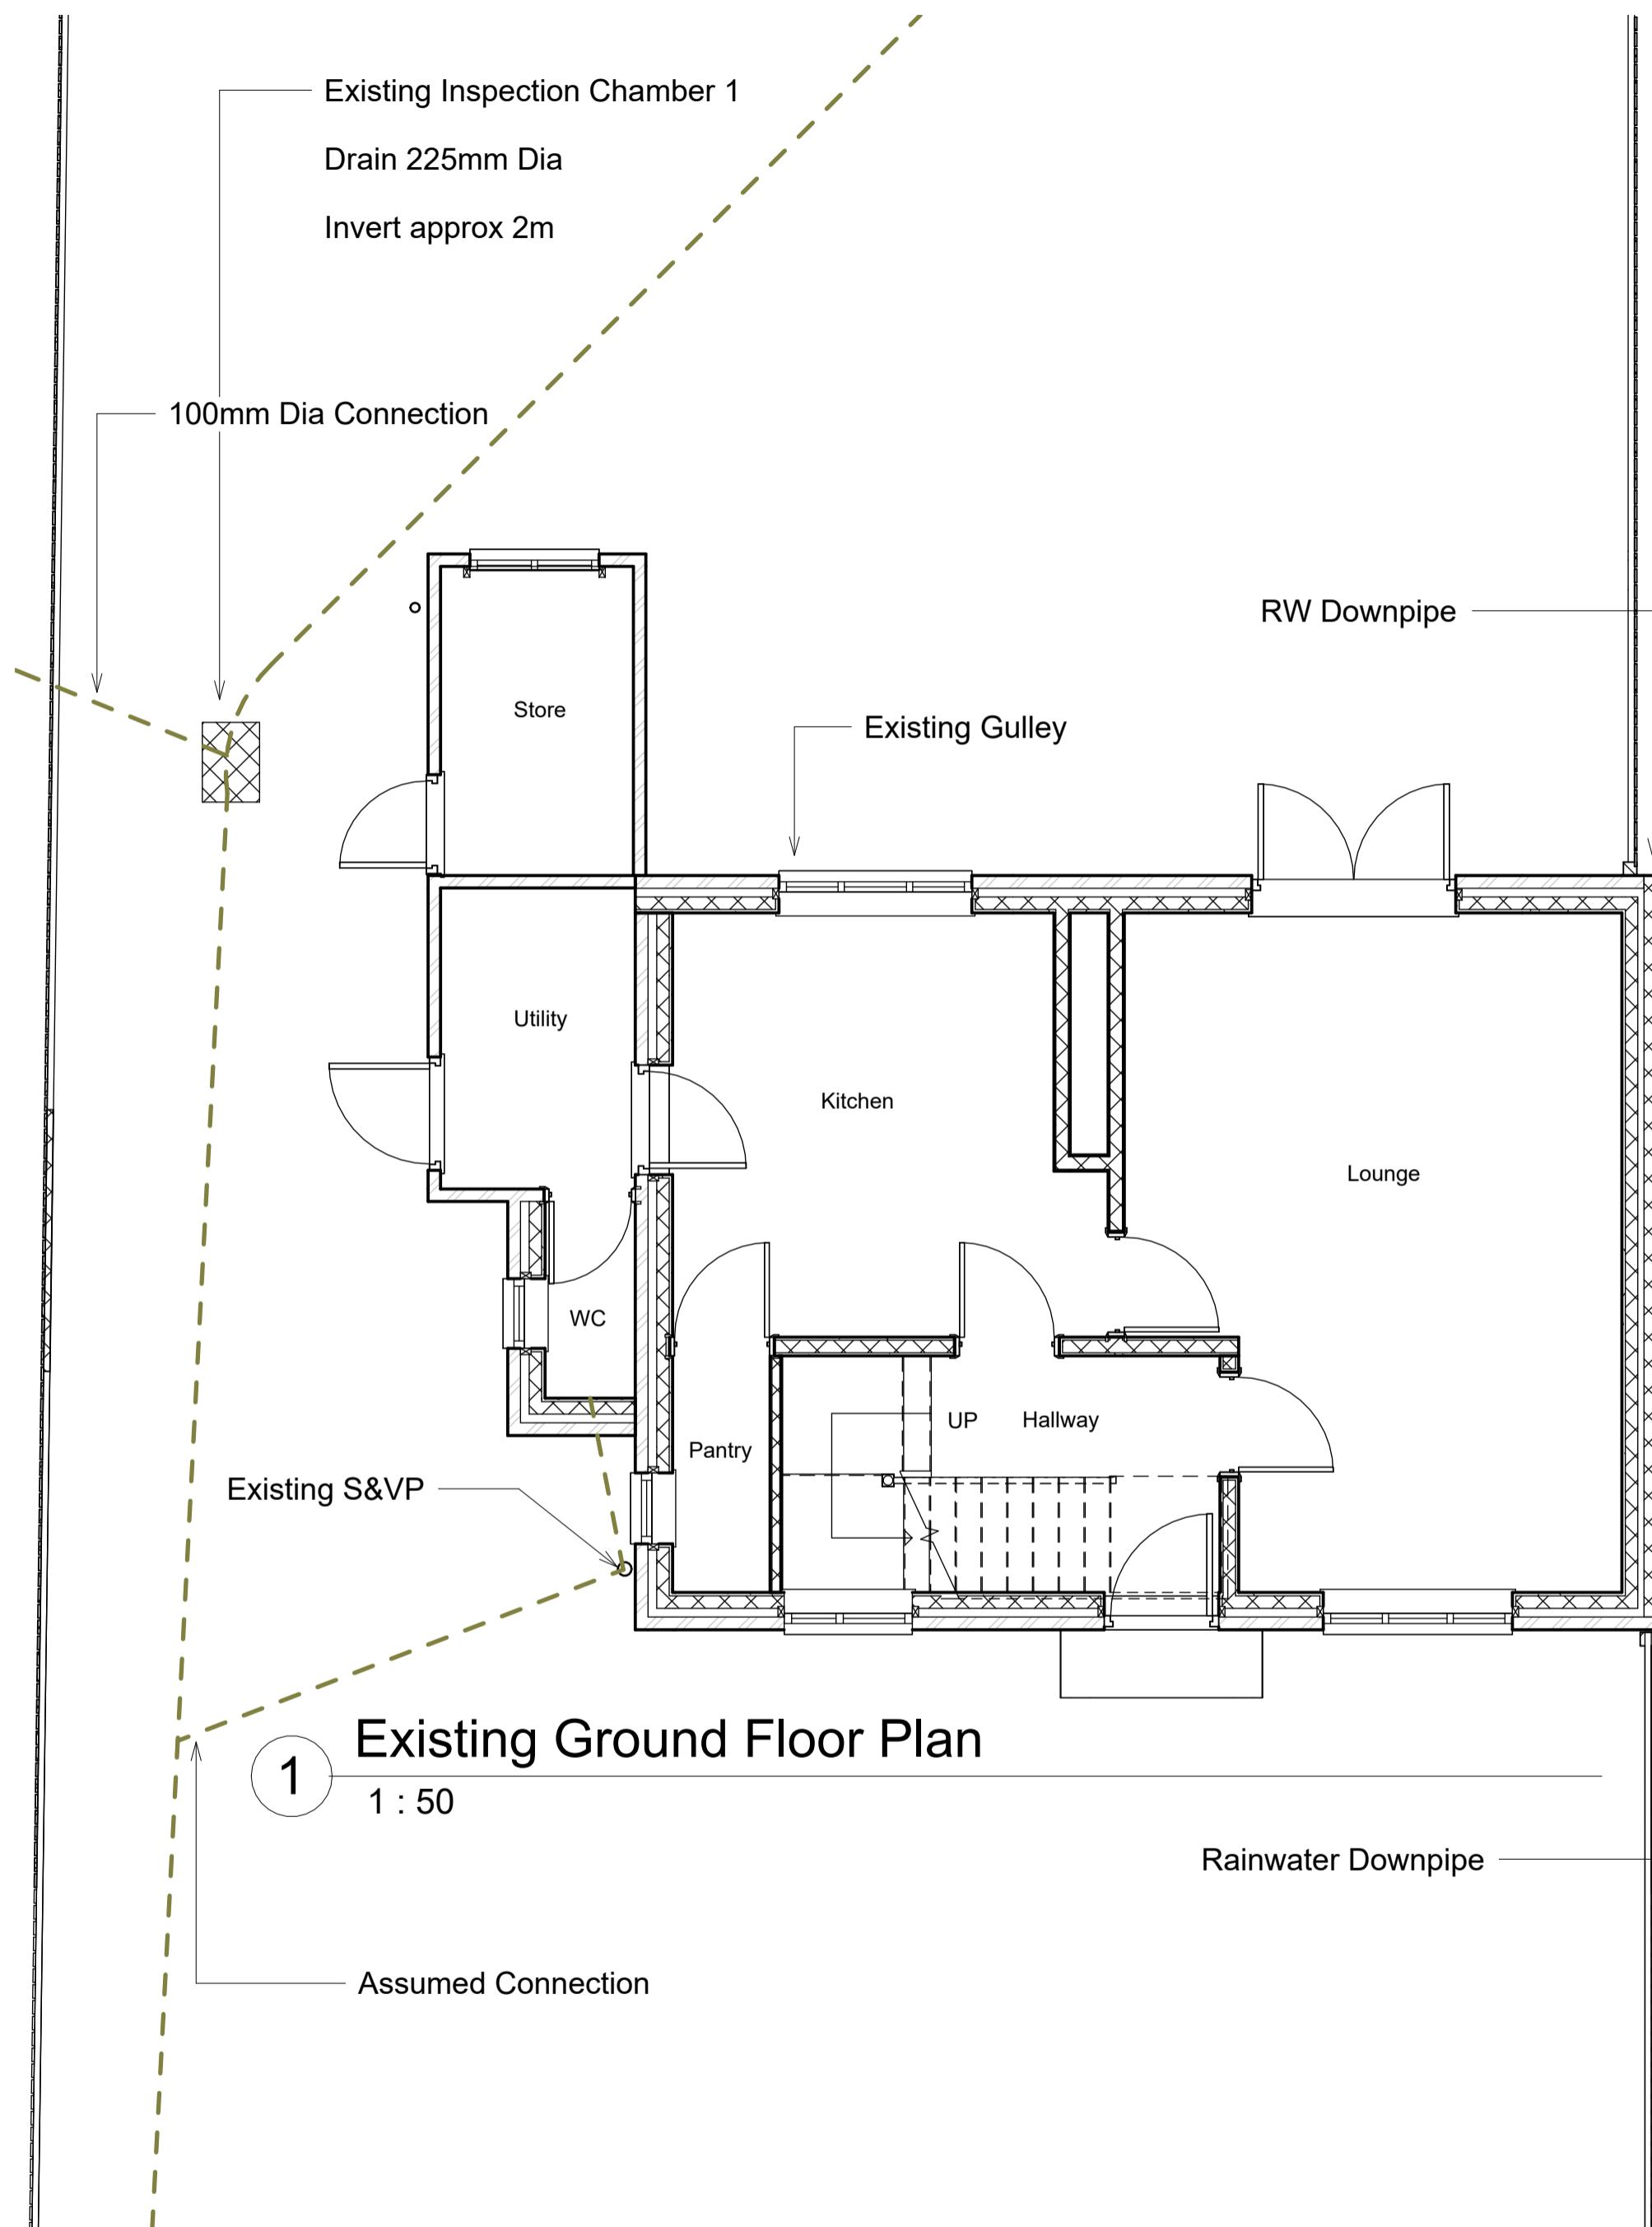 Existing Inspection Chamber 1
Drain 225mm Dia
Invert approx 2m
100mm Dia Connection
RW Downpipe
Store
Existing Gulley
Utility
Kitchen
Lounge
WC
UP
Hallway
Pantry
Existing S&VP
1
Existing Ground Floor Plan
1 : 50
Rainwater Downpipe
Assumed Connection